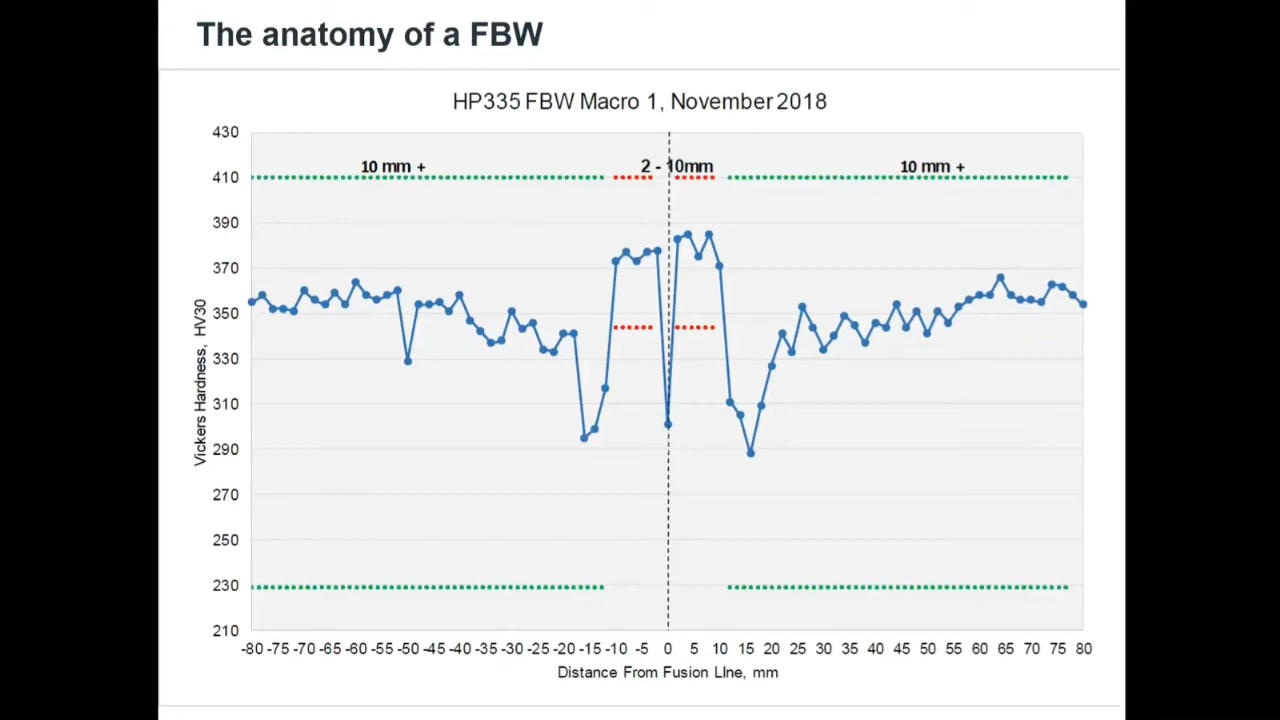 The anatomy of a FBW
HP335 FBW Macro 1, November 2018
430
10 mm +
2 - 10mm
10 mm +
410
390
370
350
330
310
290
270
250
230
210
Vickers Hardness, HV30
-80 -75 -70 -65 -60 -55 -50 -45 -40 -35 -30 -25 -20 -15 -10 -5 0 5 10 15 20 25 30 35 40 45 50 55 60 65 70 75 80
Distance From Fusion LIne, mm